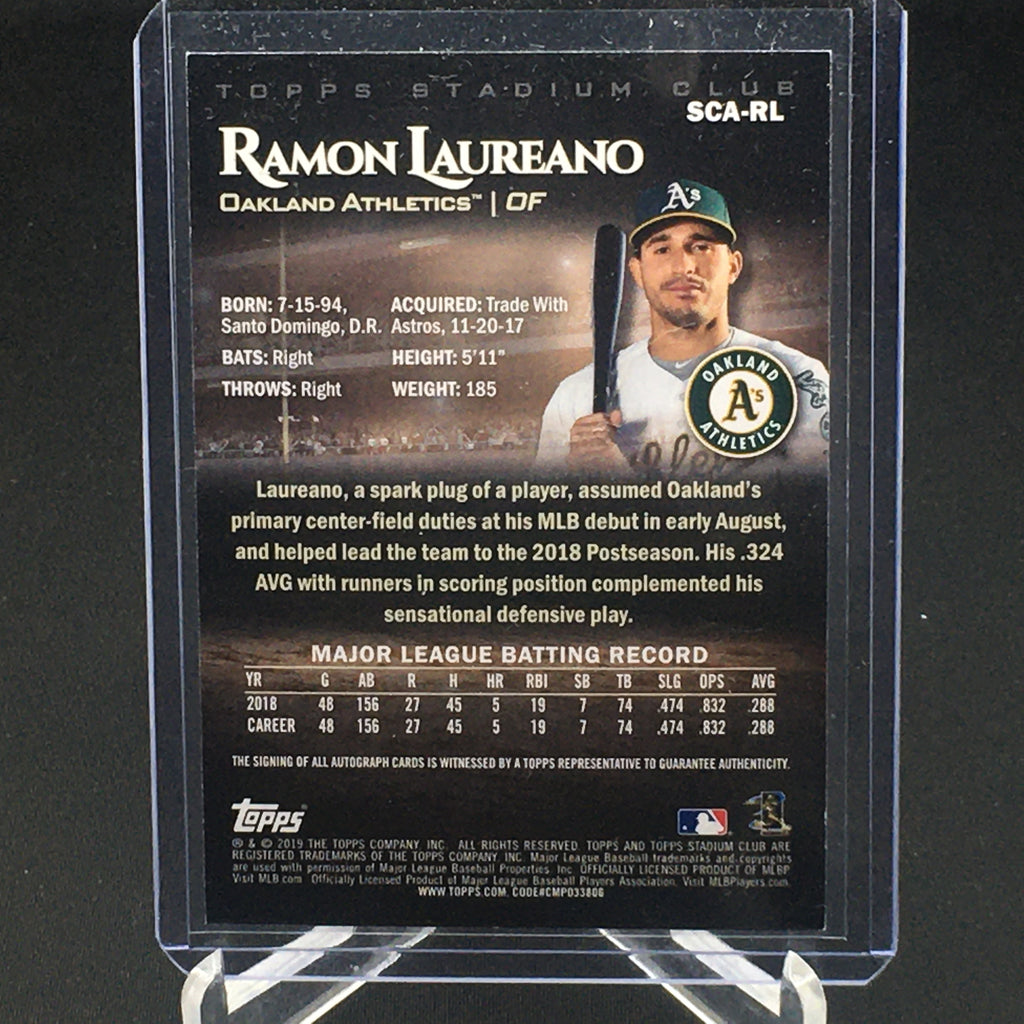 TOPPS STADIUM CLUB
SCA-RL
RAMON LAUREANO
OAKLAND ATHLETICS™ | OF
A's
BORN: 7-15-94, ACQUIRED: Trade With
Santo Domingo, D.R. Astros, 11-20-17
BATS: Right HEIGHT: 5'11"
THROWS: Right WEIGHT: 185
OAKLAND
A's
ATHLETICS
Laureano, a spark plug of a player, assumed Oakland's
primary center-field duties at his MLB debut in early August,
and helped lead the team to the 2018 Postseason. His .324
AVG with runners in scoring position complemented his
sensational defensive play.
MAJOR LEAGUE BATTING RECORD
YR G AB R H HR RBI SB TB SLG OPS AVG
2018 48 156 27 45 5 19 7 74 .474 .832 .288
CAREER 48 156 27 45 5 19 7 74 .474 .832 .288
THE SIGNING OF ALL AUTOGRAPH CARDS IS WITNESSED BY A TOPPS REPRESENTATIVE TO GUARANTEE AUTHENTICITY.
topps
® & © 2019 THE TOPPS COMPANY, INC. ALL RIGHTS RESERVED. TOPPS AND TOPPS STADIUM CLUB ARE
REGISTERED TRADEMARKS OF THE TOPPS COMPANY, INC. Major League Baseball trademarks and copyrights
are used with permission of Major League Baseball Properties, Inc. OFFICIALLY LICENSED PRODUCT OF MLBP
Visit MLB.com Officially Licensed Product of Major League Baseball Players Association. Visit MLBPlayers.com
WWW.TOPPS.COM. CODE#CMP033806